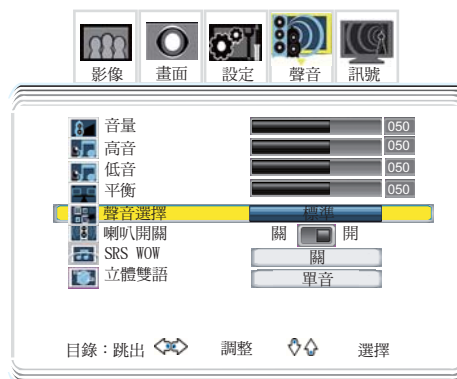 影像 畫面 設定 聲音 訊號
音量 050
高音 050
低音 050
平衡 050
聲音選擇 標準
喇叭開關 關 開
SRS WOW 關
立體雙語 單音
目錄：跳出 調整 選擇